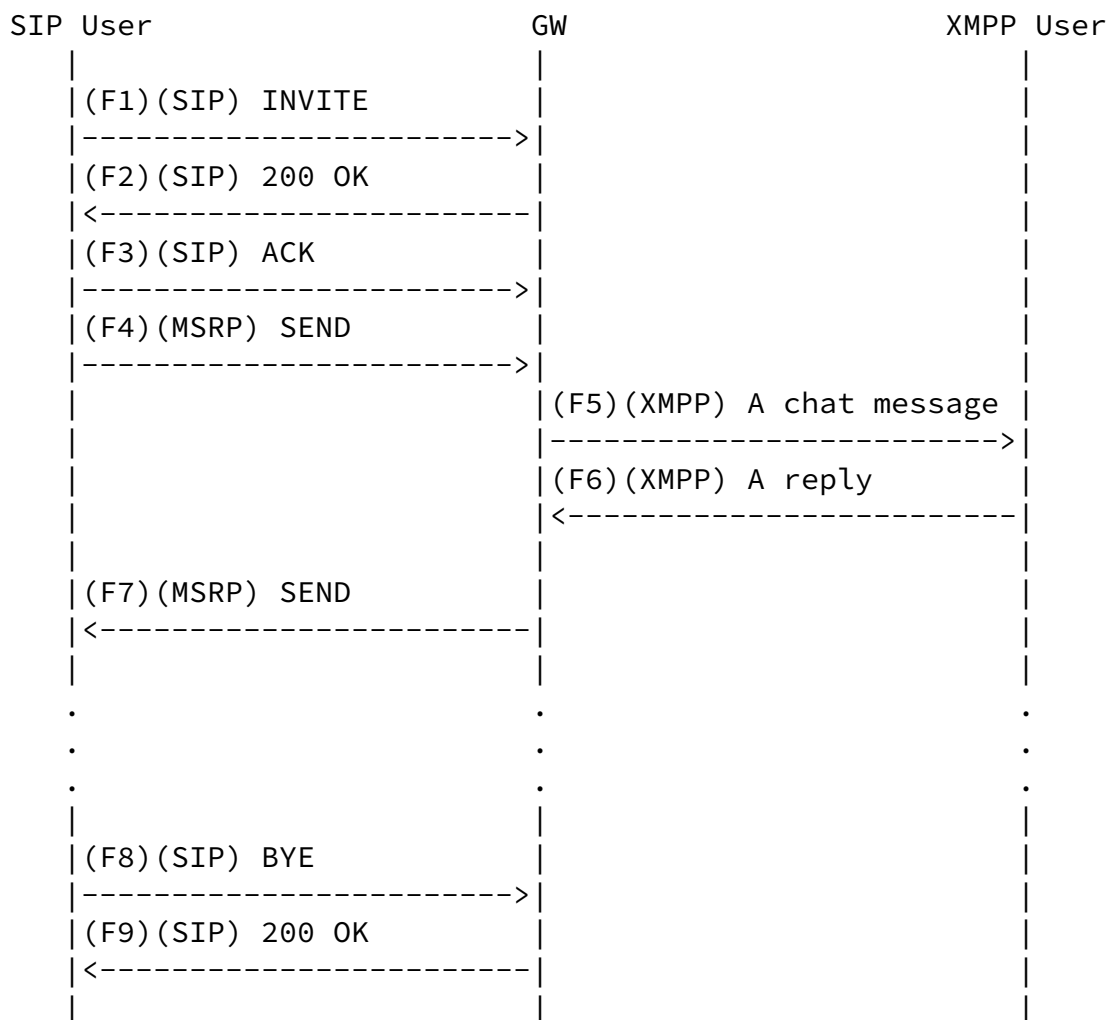 SIP User GW XMPP User
(F1)(SIP) INVITE
(F2)(SIP) 200 OK
(F3)(SIP) ACK
(F4)(MSRP) SEND
(F5)(XMPP) A chat message
(F6)(XMPP) A reply
(F7)(MSRP) SEND
(F8)(SIP) BYE
(F9)(SIP) 200 OK